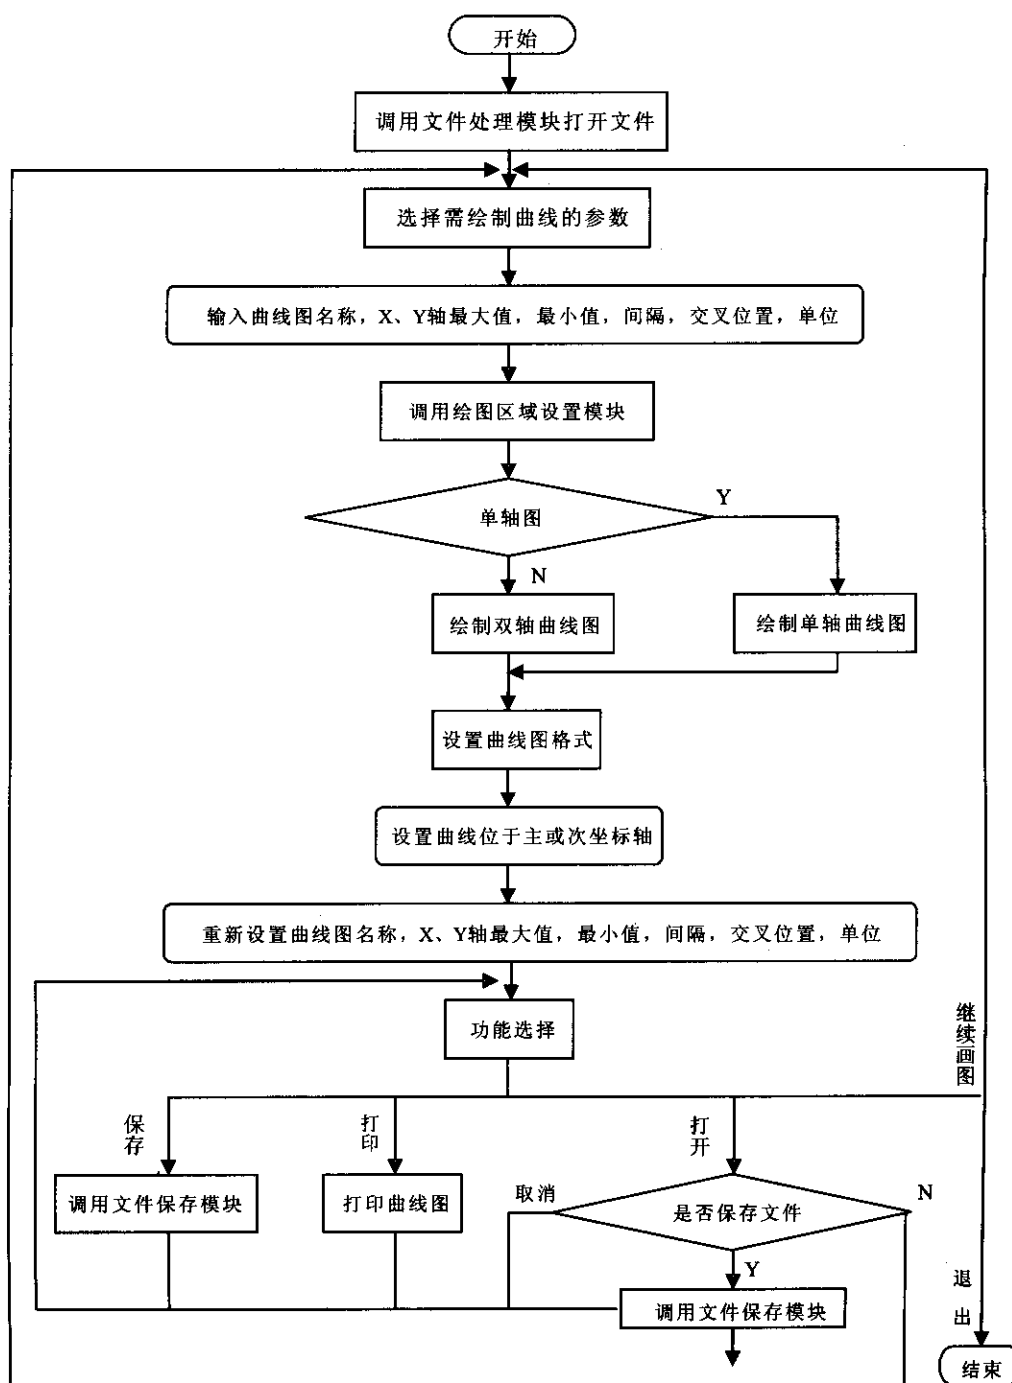 开始
调用文件处理模块打开文件
选择需绘制曲线的参数
输入曲线图名称，X、Y轴最大值，最小值，间隔，交叉位置，单位
调用绘图区域设置模块
单轴图
Y
N
绘制双轴曲线图
绘制单轴曲线图
设置曲线图格式
设置曲线位于主或次坐标轴
重新设置曲线图名称，X、Y轴最大值，最小值，间隔，交叉位置，单位
功能选择
继续画图
保存
打印
打开
调用文件保存模块
打印曲线图
取消
是否保存文件
N
Y
调用文件保存模块
退出
结束